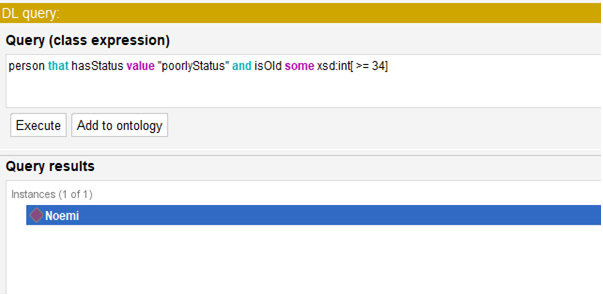 DL query:
Query (class expression)
person that hasStatus value "poorlyStatus" and isOld some xsd:int[ >= 34]
Execute Add to ontology
Query results
Instances (1 of 1)
Noemi